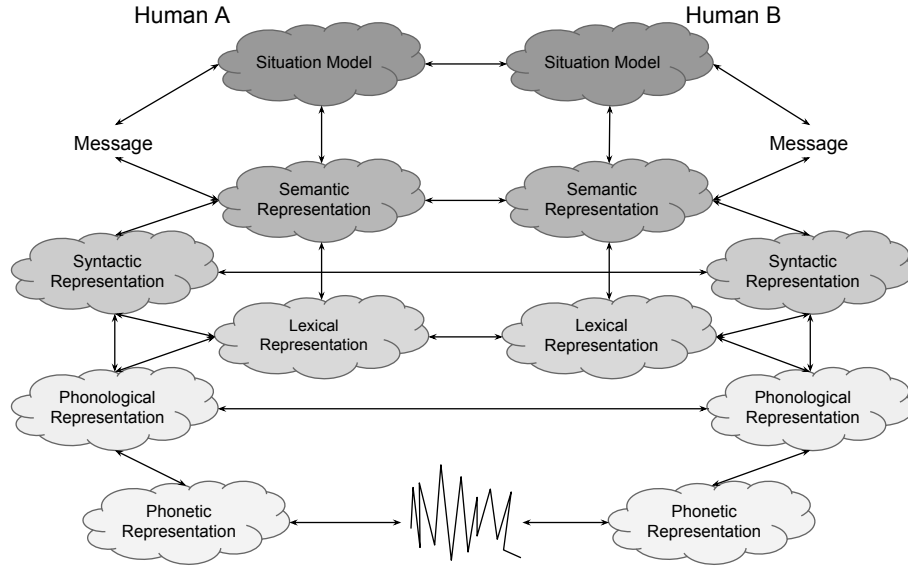 Human A
Human B
Situation Model
Situation Model
Message
Message
Semantic
Representation
Semantic
Representation
Syntactic
Representation
Syntactic
Representation
Lexical
Representation
Lexical
Representation
Phonological
Representation
Phonological
Representation
Phonetic
Representation
Phonetic
Representation